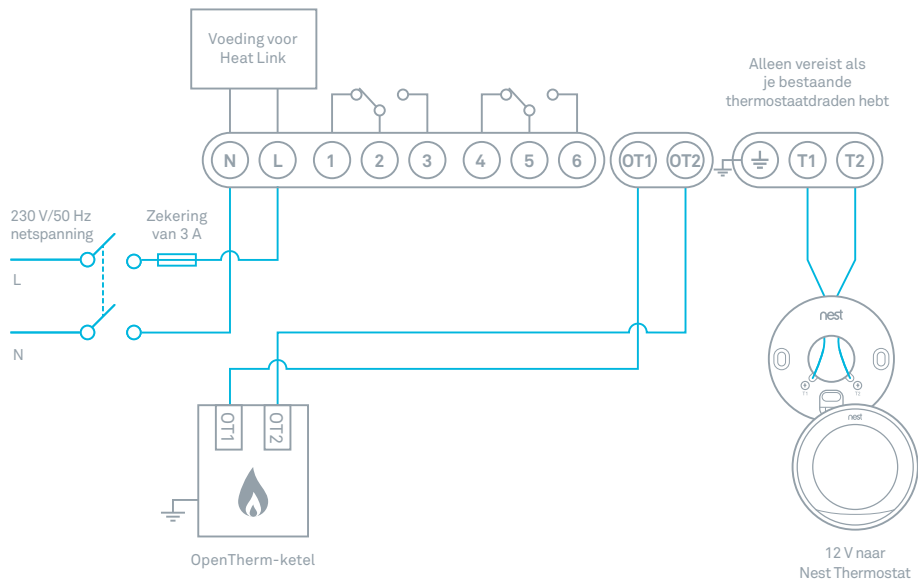 Voeding voor
Heat Link
Alleen vereist als
je bestaande
thermostaatdraden hebt
N
L
1
2
3
4
5
6
OT1
OT2
T1
T2
230 V/50 Hz
netspanning
Zekering
van 3 A
L
N
nest
T1
T2
nest
OT1
OT2
OpenTherm-ketel
12 V naar
Nest Thermostat